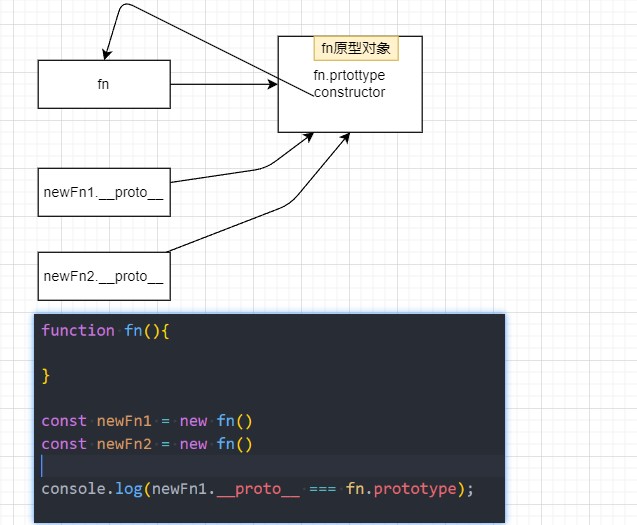 fn原型对象
fn.prtottype
constructor
fn
newFn1.__proto__
newFn2.__proto__
function fn(){
}
const newFn1 = new fn()
const newFn2 = new fn()
console.log(newFn1.__proto__ === fn.prototype);